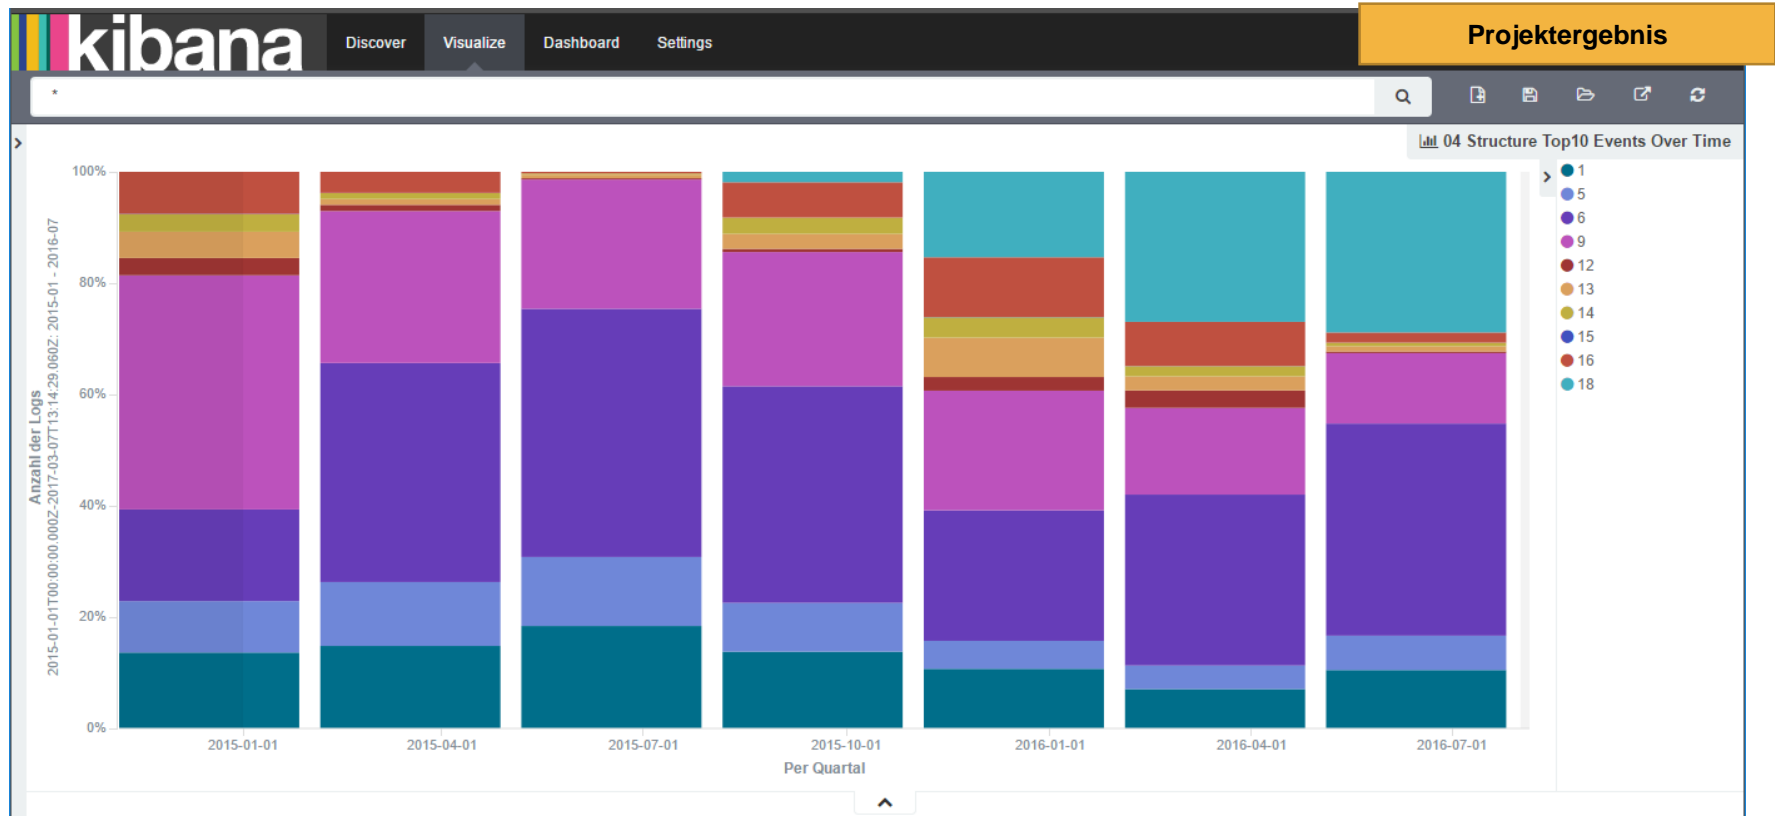 kibana
Discover
Visualize
Dashboard
Settings
Projektergebnis
*
04 Structure Top10 Events Over Time
100%
80%
60%
40%
20%
0%
Anzahl der Logs
2015-01-01T00:00:00.000Z-2017-03-07T13:14:29.060Z: 2015-01 - 2016-07
2015-01-01
2015-04-01
2015-07-01
2015-10-01
2016-01-01
2016-04-01
2016-07-01
Per Quartal
1
5
6
9
12
13
14
15
16
18